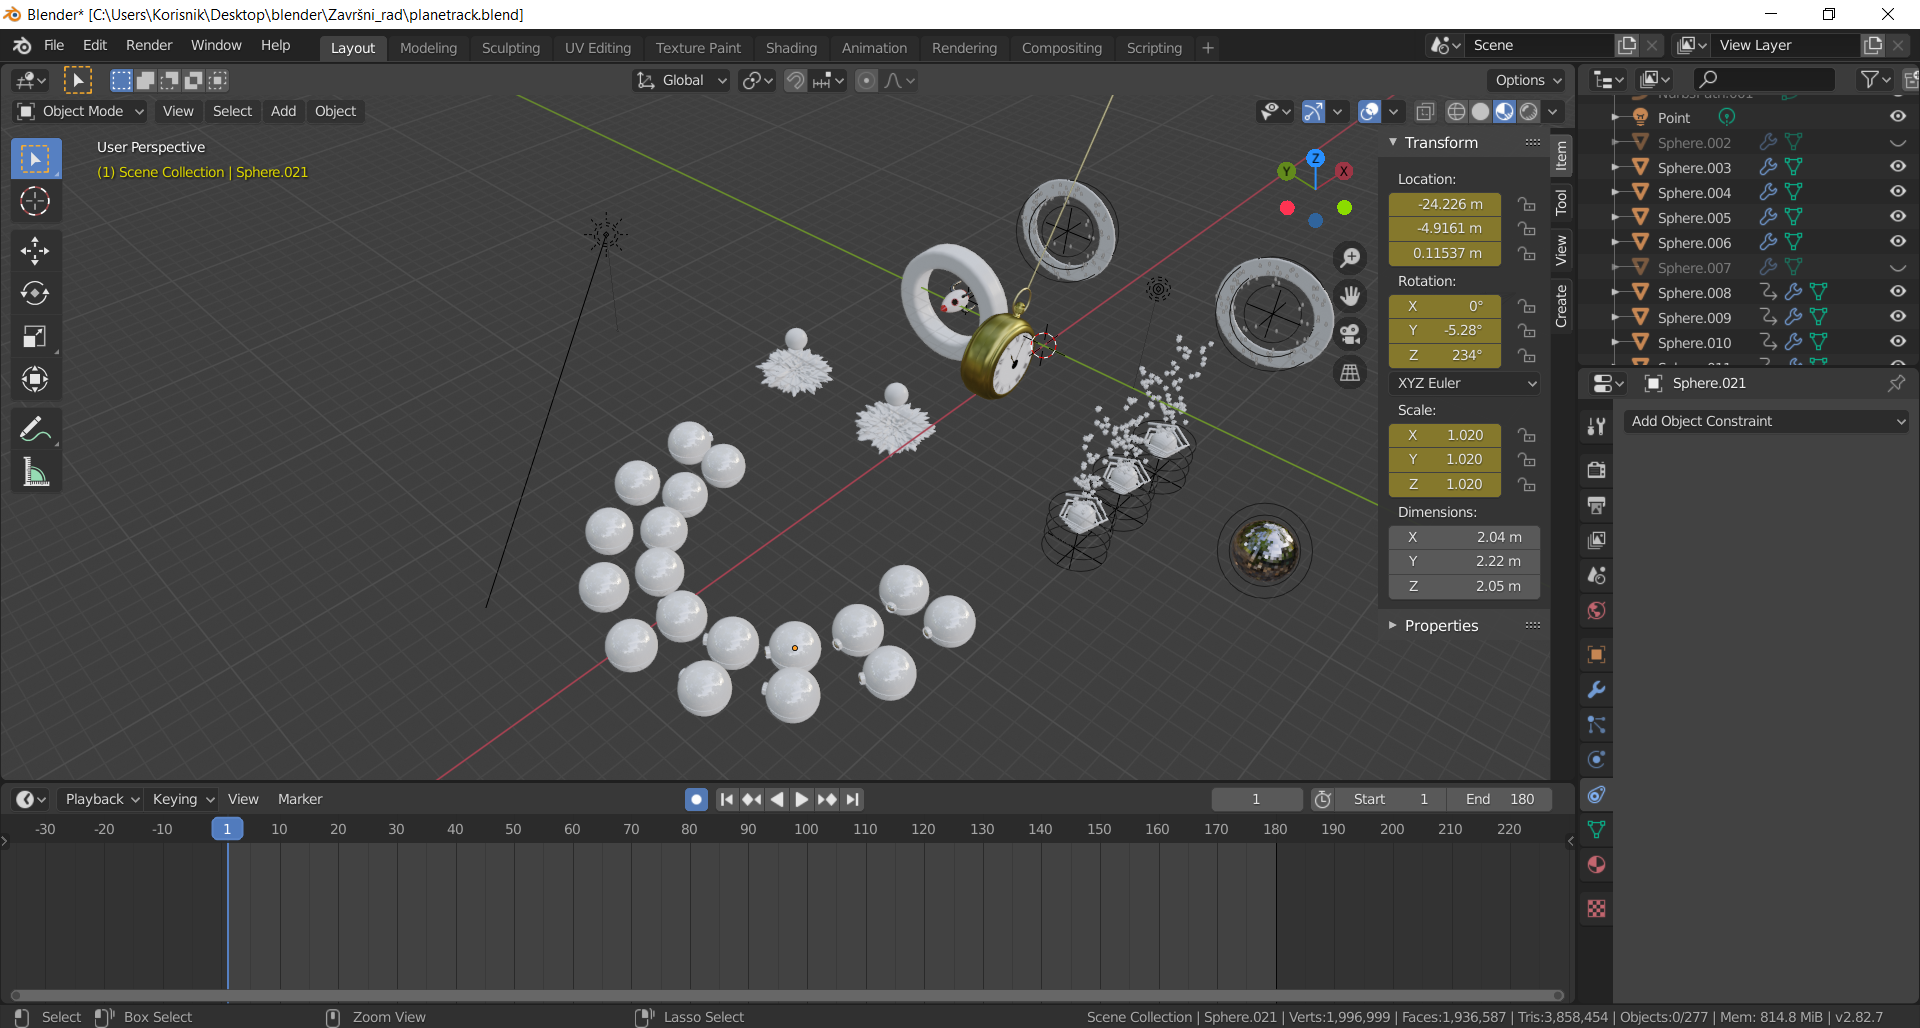 Blender* [C:\Users\Korisnik\Desktop\blender\Završni_rad\planetrack.blend]
File Edit Render Window Help Layout Modeling Sculpting UV Editing Texture Paint Shading Animation Rendering Compositing Scripting + Scene View Layer
Global Options
Object Mode View Select Add Object
User Perspective
(1) Scene Collection | Sphere.021
Z
Y X
Transform
Location:
-24.226 m
-4.9161 m
0.11537 m
Rotation:
X 0°
Y -5.28°
Z 234°
XYZ Euler
Scale:
X 1.020
Y 1.020
Z 1.020
Dimensions:
X 2.04 m
Y 2.22 m
Z 2.05 m
Properties
Item
Tool
View
Create
NurbsPath.001
Point
Sphere.002
Sphere.003
Sphere.004
Sphere.005
Sphere.006
Sphere.007
Sphere.008
Sphere.009
Sphere.010
Sphere.011
Sphere.021
Add Object Constraint
Playback Keying View Marker 1 Start 1 End 180
-30 -20 -10 1 10 20 30 40 50 60 70 80 90 100 110 120 130 140 150 160 170 180 190 200 210 220
Select Box Select Zoom View Lasso Select Scene Collection | Sphere.021 | Verts:1,996,999 | Faces:1,936,587 | Tris:3,858,454 | Objects:0/277 | Mem: 814.8 MiB | v2.82.7